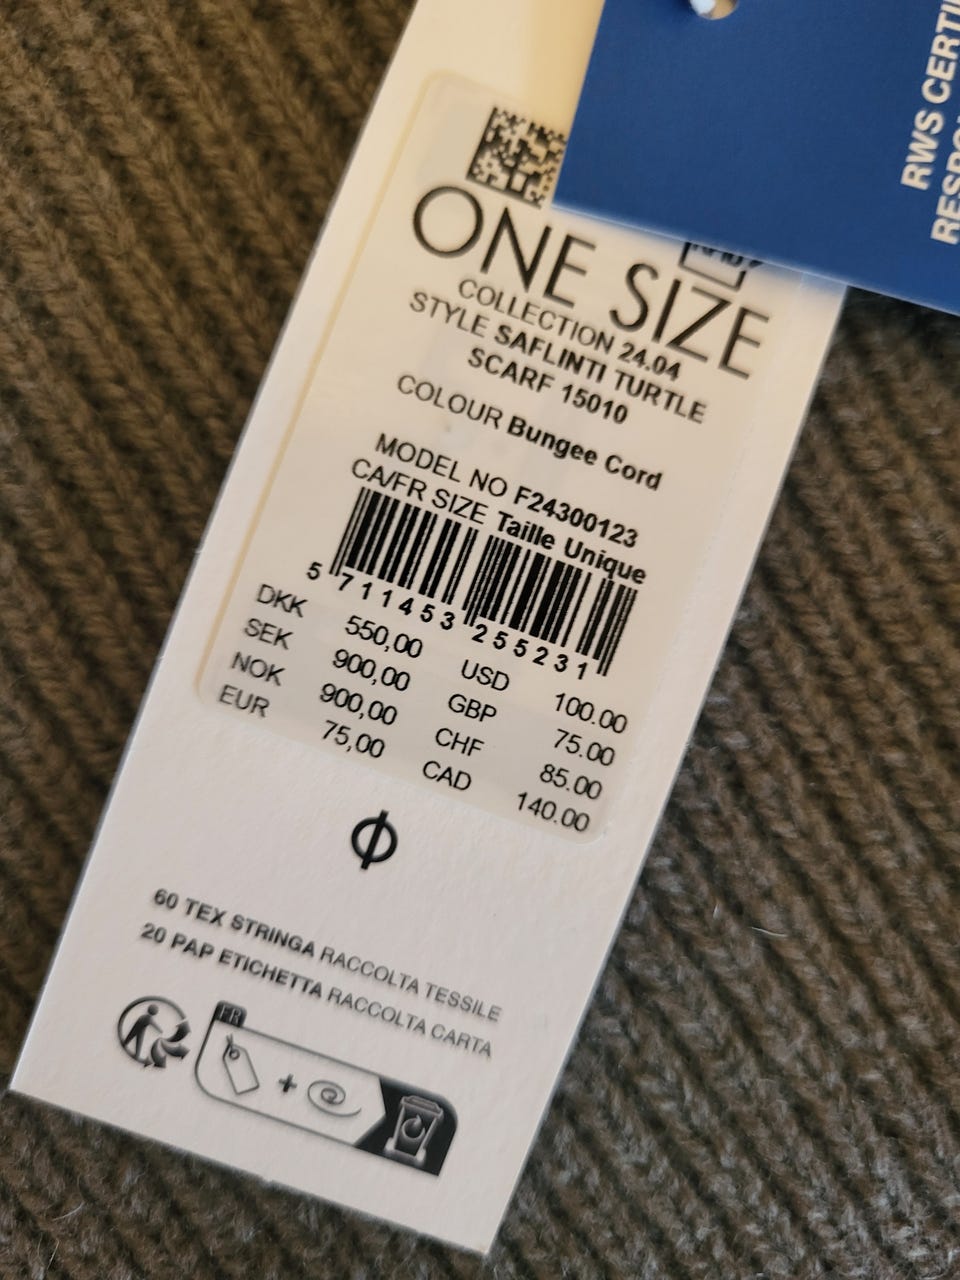 RWS CERTI
ONE SIZE
COLLECTION 24.04
STYLE SAFLINTI TURTLE
SCARF 15010
COLOUR Bungee Cord
MODEL NO F24300123
CA/FR SIZE Taille Unique
5 711453 255231
DKK 550,00 USD 100.00
SEK 900,00 GBP 75.00
NOK 900,00 CHF 85.00
EUR 75,00 CAD 140.00
60 TEX STRINGA RACCOLTA TESSILE
20 PAP ETICHETTA RACCOLTA CARTA
FR
+